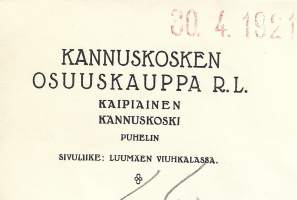 30. 4. 1921
KANNUSKOSKEN
OSUUSKAUPPA R. L.
KAIPIAINEN
KANNUSKOSKI
PUHELIN
SIVULIIKE: LUUMÄEN VIUHKALASSA.